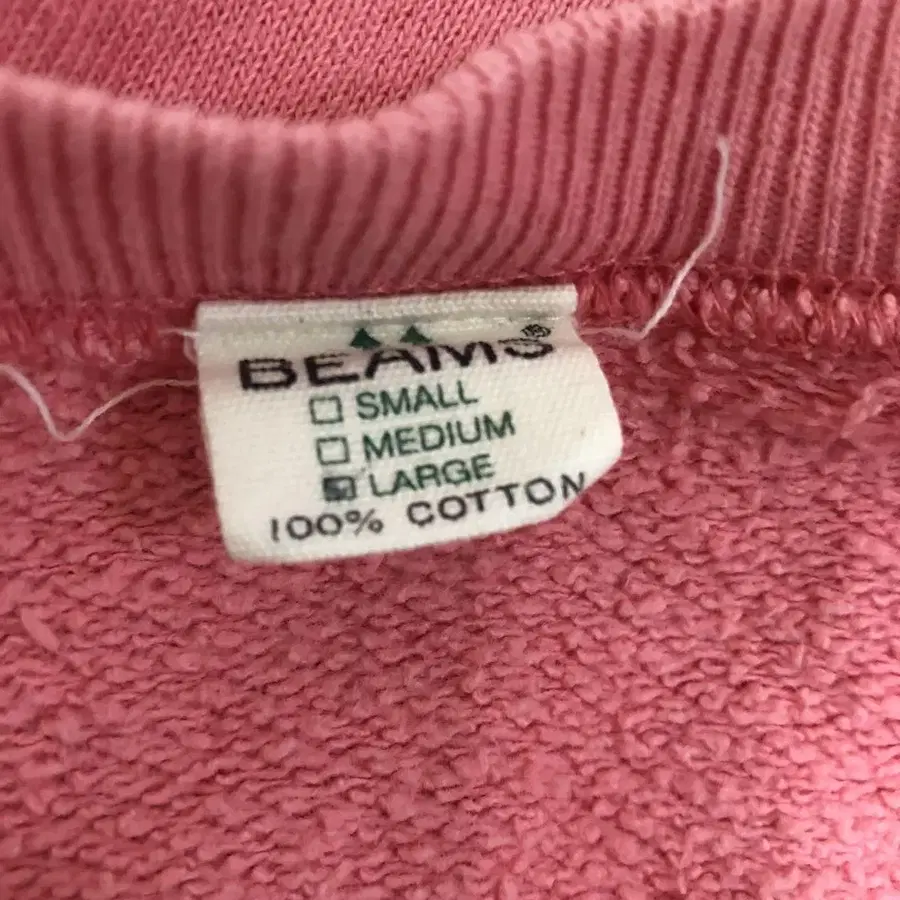 BEAMS®
SMALL
MEDIUM
LARGE
100% COTTON